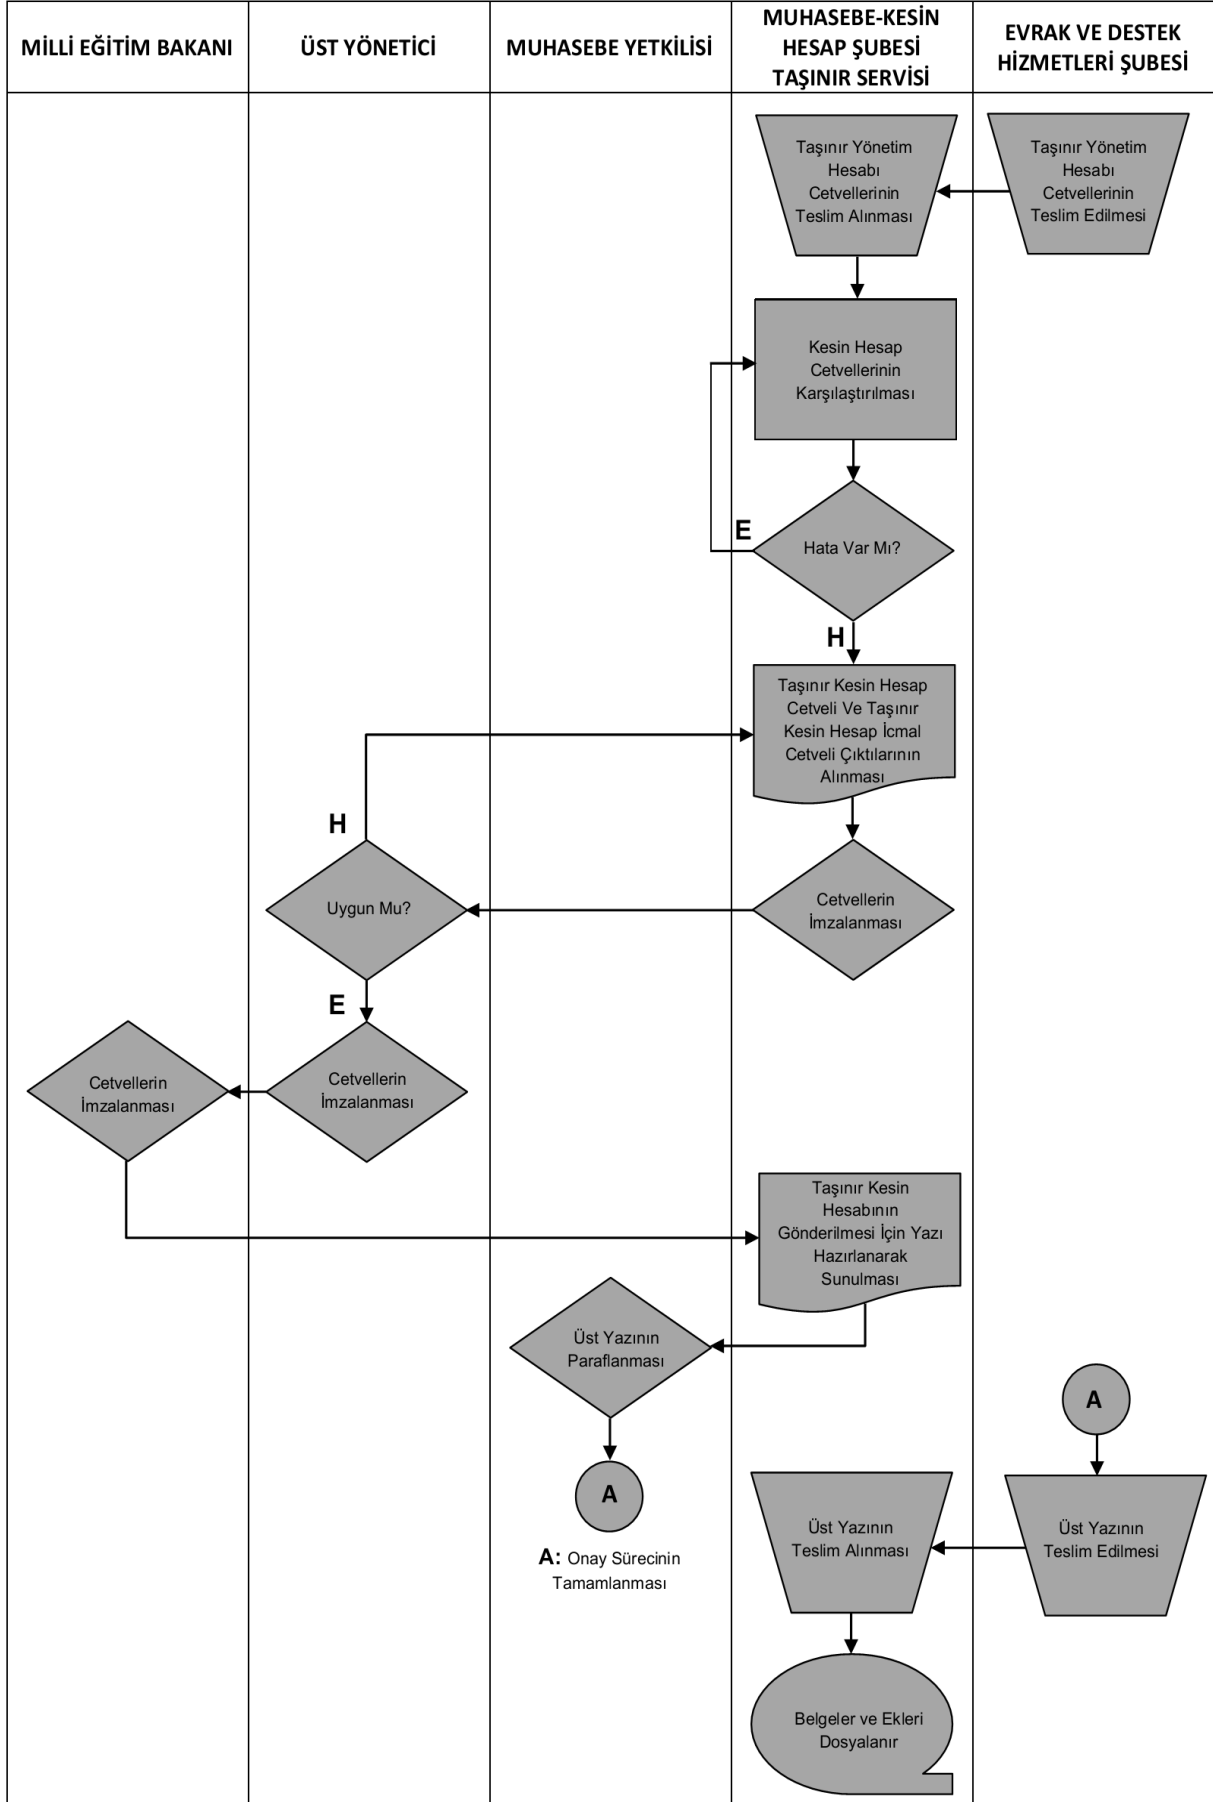 MİLLİ EĞİTİM BAKANI
ÜST YÖNETİCİ
MUHASEBE YETKİLİSİ
MUHASEBE-KESİN
HESAP ŞUBESİ
TAŞINIR SERVİSİ
EVRAK VE DESTEK
HİZMETLERİ ŞUBESİ
Taşınır Yönetim
Hesabı
Cetvellerinin
Teslim Alınması
Taşınır Yönetim
Hesabı
Cetvellerinin
Teslim Edilmesi
Kesin Hesap
Cetvellerinin
Karşılaştırılması
E
Hata Var Mı?
H
Taşınır Kesin Hesap
Cetveli Ve Taşınır
Kesin Hesap İcmal
Cetveli Çıktılarının
Alınması
H
Uygun Mu?
Cetvellerin
İmzalanması
E
Cetvellerin
İmzalanması
Cetvellerin
İmzalanması
Taşınır Kesin
Hesabının
Gönderilmesi İçin Yazı
Hazırlanarak
Sunulması
Üst Yazının
Paraflanması
A
A
A: Onay Sürecinin
Tamamlanması
Üst Yazının
Teslim Alınması
Üst Yazının
Teslim Edilmesi
Belgeler ve Ekleri
Dosyalanır